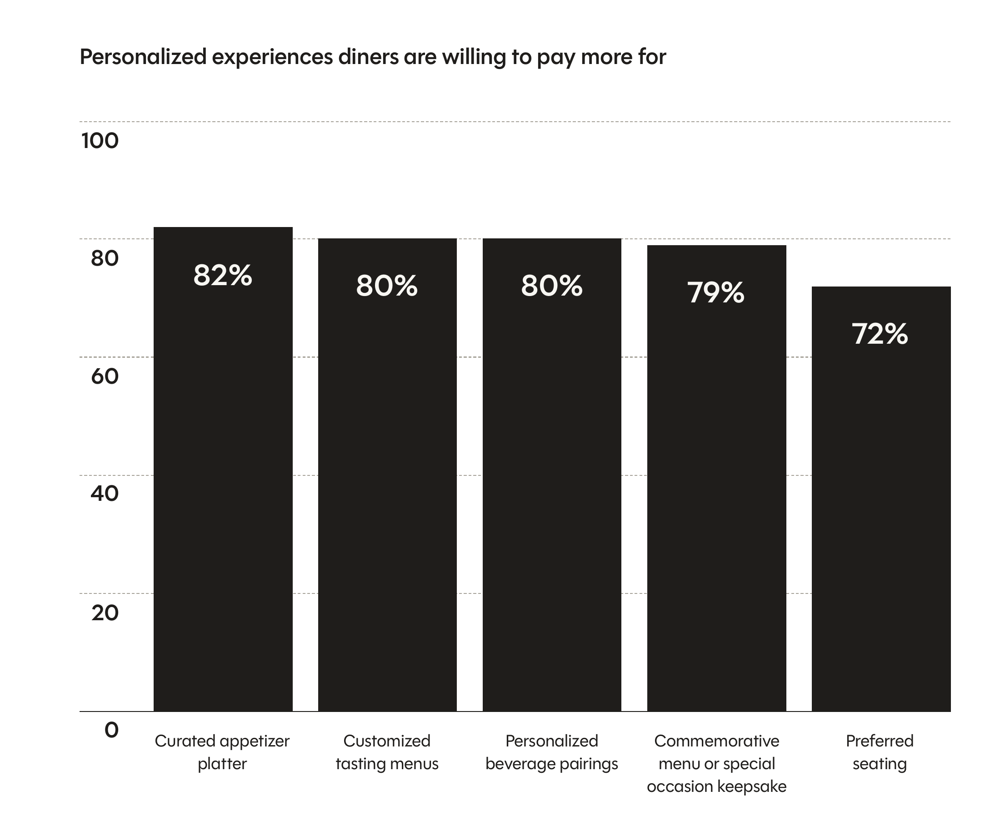 Personalized experiences diners are willing to pay more for
100
80
60
40
20
0
82%
80%
80%
79%
72%
Curated appetizer
platter
Customized
tasting menus
Personalized
beverage pairings
Commemorative
menu or special
occasion keepsake
Preferred
seating